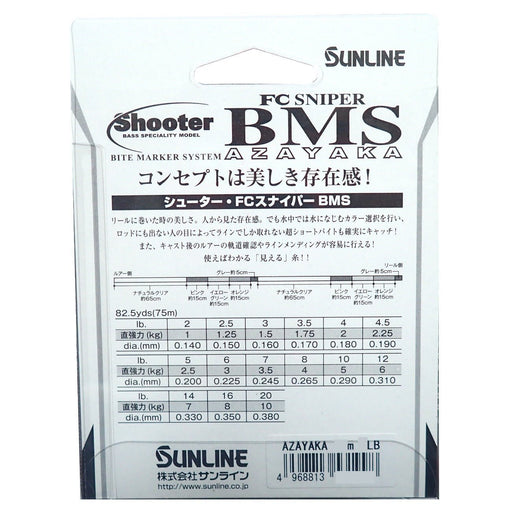 SUNLINE
FC SNIPER
Shooter
BASS SPECIALITY MODEL
BMS
BITE MARKER SYSTEM AZAYAKA
コンセプトは美しき存在感！
シューター・FCスナイパー BMS
リールに巻いた時の美しさ。人から見た存在感。でも水中では水になじむカラー選択を行い、
ロッドにも出ない人の目によってラインでしか取れない超ショートバイトも確実にキャッチ！
また、キャスト後のルアーの軌道確認やラインメンディングが容易に行える！
使えばわかる「見える」糸！！
ルアー側 グレー約5cm グレー約5cm リール側
ナチュラルクリア 約65cm ピンク 約15cm イエローグリーン 約15cm オレンジ 約15cm ナチュラルクリア 約65cm ピンク 約15cm イエローグリーン 約15cm オレンジ 約15cm
82.5yds(75m)
lb. 2 2.5 3 3.5 4 4.5
直強力(kg) 1 1.25 1.5 1.75 2 2.25
dia.(mm) 0.140 0.150 0.160 0.170 0.180 0.190
lb. 5 6 7 8 10 12
直強力(kg) 2.5 3 3.5 4 5 6
dia.(mm) 0.200 0.225 0.245 0.265 0.290 0.310
lb. 14 16 20
直強力(kg) 7 8 10
dia.(mm) 0.330 0.350 0.380
SUNLINE
株式会社サンライン
http://www.sunline.co.jp
AZAYAKA m LB
4 968813